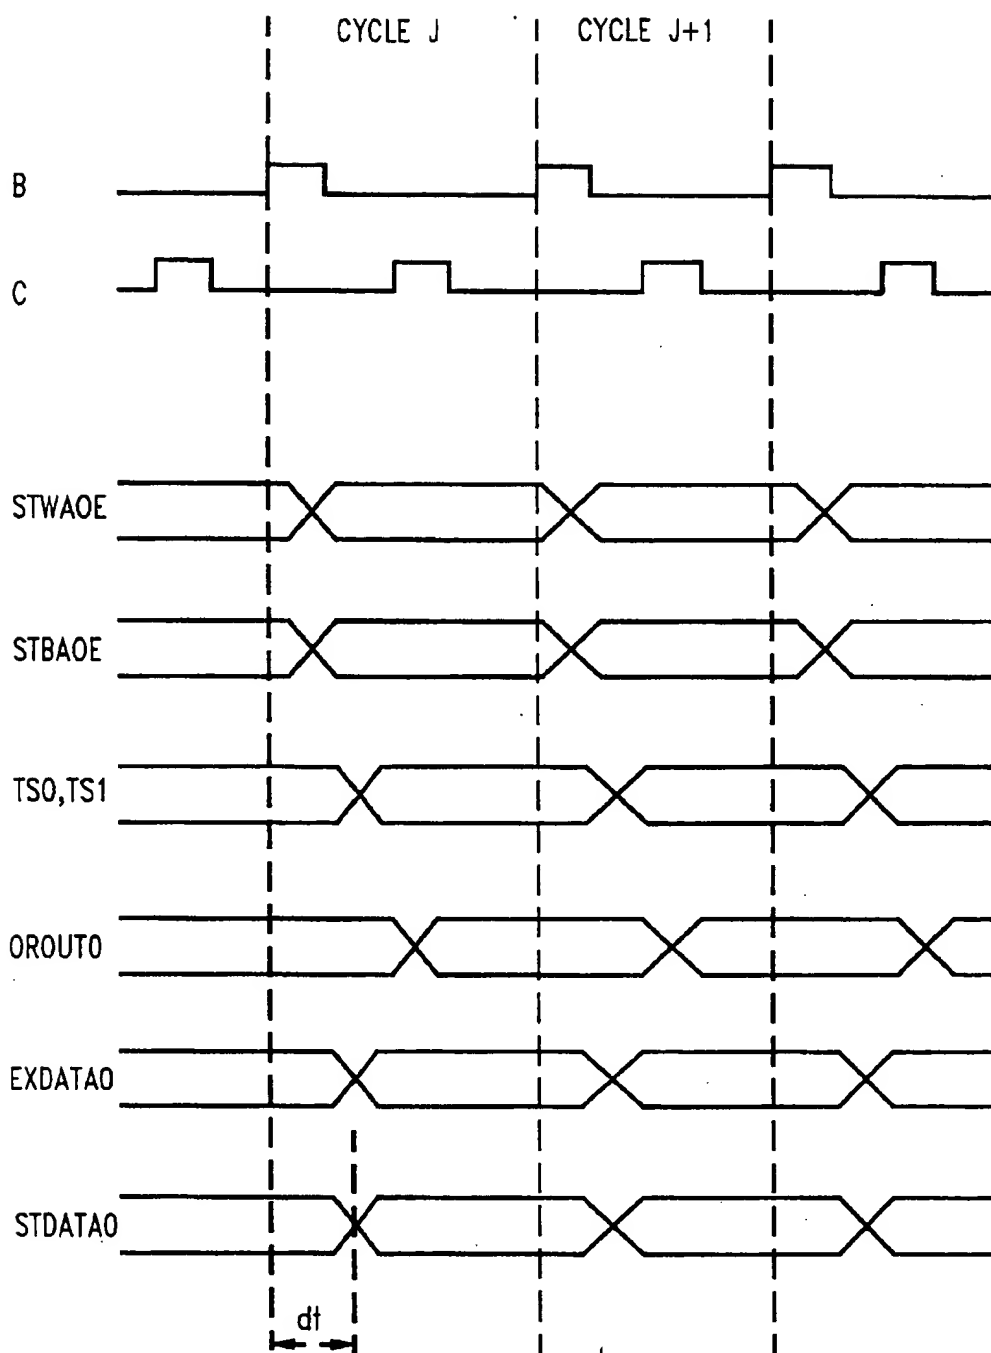 CYCLE J
CYCLE J+1
B
C
STWAOE
STBAOE
TS0,TS1
OROUT0
EXDATA0
STDATA0
dt